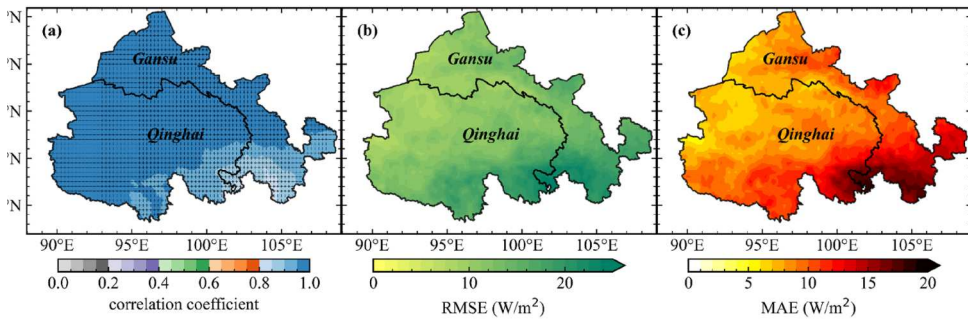 (a)
Gansu
Qinghai
(b)
Gansu
Qinghai
(c)
Gansu
Qinghai
°N
°N
°N
°N
°N
90°E 95°E 100°E 105°E
90°E 95°E 100°E 105°E
90°E 95°E 100°E 105°E
0.0 0.2 0.4 0.6 0.8 1.0
correlation coefficient
0 10 20
RMSE (W/m²)
0 5 10 15 20
MAE (W/m²)